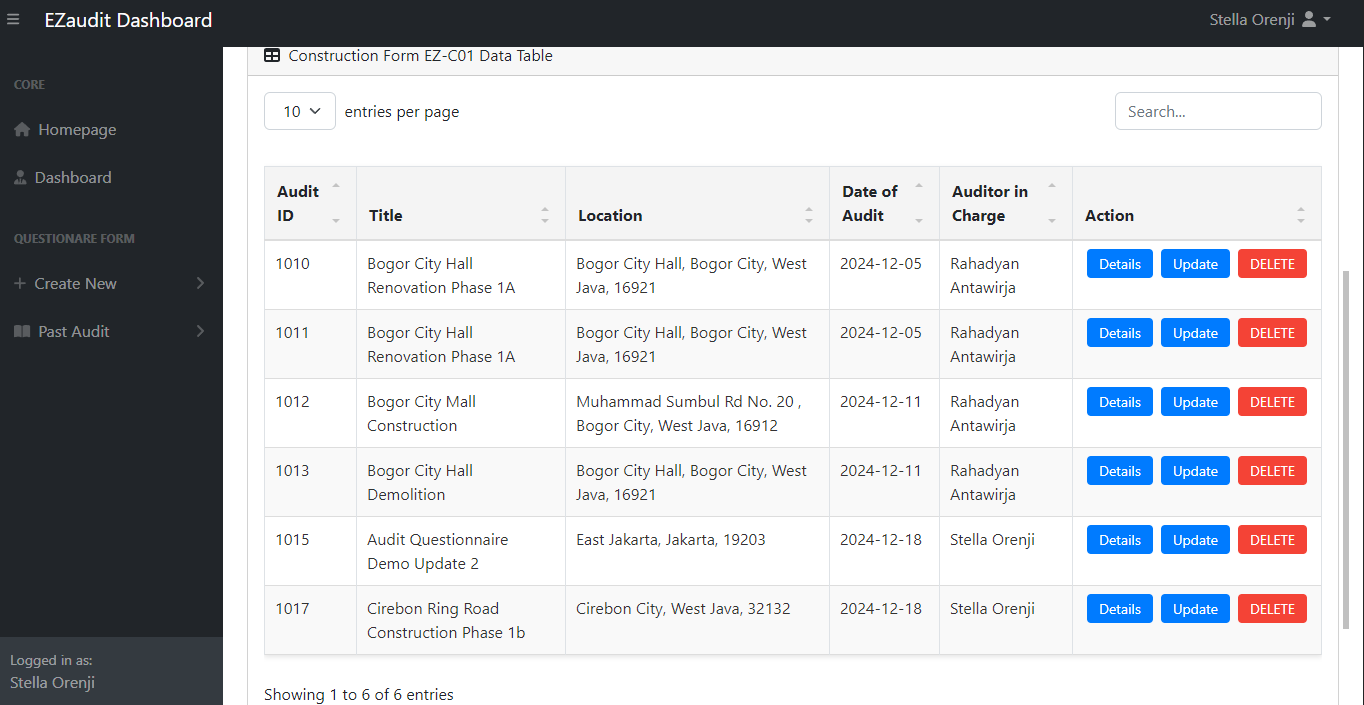 EZaudit Dashboard
Stella Orenji
CORE
Homepage
Dashboard
QUESTIONARE FORM
Create New
Past Audit
Logged in as:
Stella Orenji
Construction Form EZ-C01 Data Table
10 entries per page
Search...
Audit ID Title Location Date of Audit Auditor in Charge Action
1010 Bogor City Hall Renovation Phase 1A Bogor City Hall, Bogor City, West Java, 16921 2024-12-05 Rahadyan Antawirja Details Update DELETE
1011 Bogor City Hall Renovation Phase 1A Bogor City Hall, Bogor City, West Java, 16921 2024-12-05 Rahadyan Antawirja Details Update DELETE
1012 Bogor City Mall Construction Muhammad Sumbul Rd No. 20 , Bogor City, West Java, 16912 2024-12-11 Rahadyan Antawirja Details Update DELETE
1013 Bogor City Hall Demolition Bogor City Hall, Bogor City, West Java, 16921 2024-12-11 Rahadyan Antawirja Details Update DELETE
1015 Audit Questionnaire Demo Update 2 East Jakarta, Jakarta, 19203 2024-12-18 Stella Orenji Details Update DELETE
1017 Cirebon Ring Road Construction Phase 1b Cirebon City, West Java, 32132 2024-12-18 Stella Orenji Details Update DELETE
Showing 1 to 6 of 6 entries